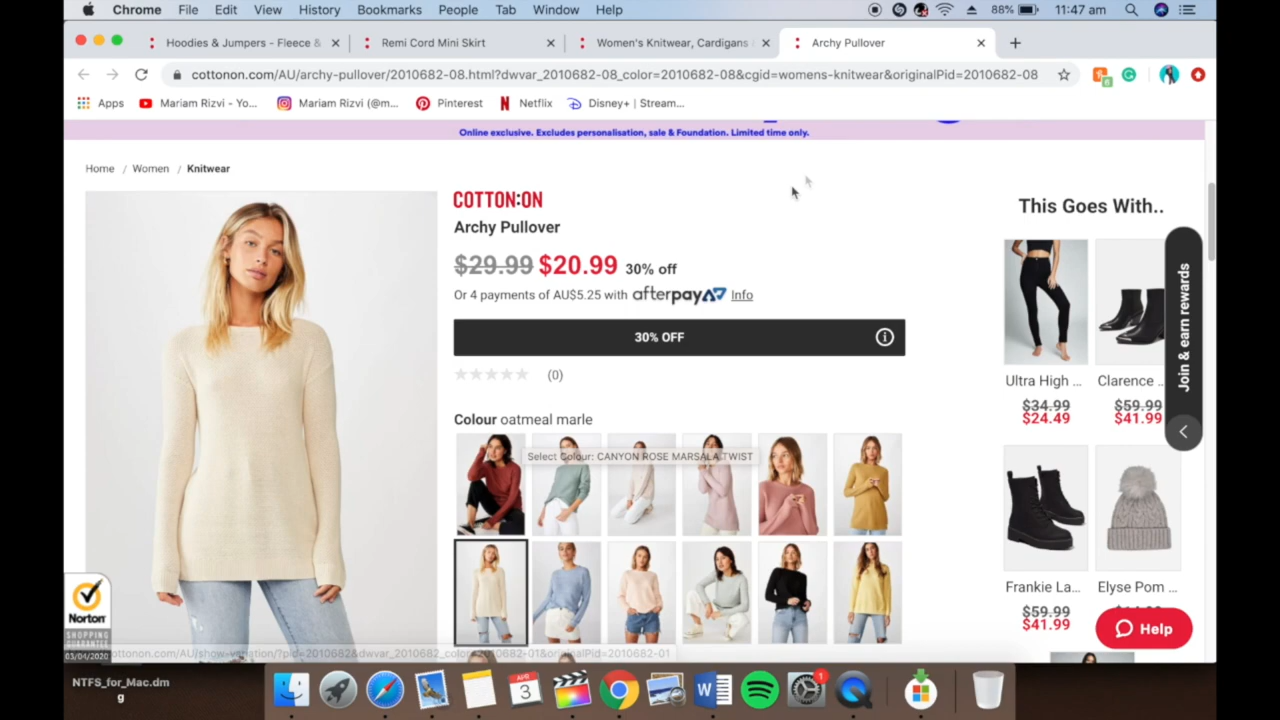 Chrome File Edit View History Bookmarks People Tab Window Help 88% 11:47 am
Hoodies & Jumpers - Fleece & Remi Cord Mini Skirt Women's Knitwear, Cardigans Archy Pullover
cottonon.com/AU/archy-pullover/2010682-08.html?dwvar_2010682-08_color=2010682-08&cgid=womens-knitwear&originalPid=2010682-08
Apps Mariam Rizvi - Yo... Mariam Rizvi (@m... Pinterest Netflix Disney+ | Stream...
Online exclusive. Excludes personalisation, sale & Foundation. Limited time only.
Home / Women / Knitwear
COTTON:ON
Archy Pullover
$29.99 $20.99 30% off
Or 4 payments of AU$5.25 with afterpay Info
30% OFF
(0)
Colour oatmeal marle
Select Colour: CANYON ROSE MARSALA TWIST
This Goes With..
Ultra High ... Clarence ...
$34.99 $59.99
$24.49 $41.99
Frankie La... Elyse Pom ...
$59.99
$41.99
Join & earn rewards
Help
Norton
SHOPPING
GUARANTEE
03/04/2020
ottonon.com/AU/show-variation/?pid=2010682&dwvar_2010682_color=2010682-01&originalPid=2010682-01
NTFS_for_Mac.dm
g
APR
3
1